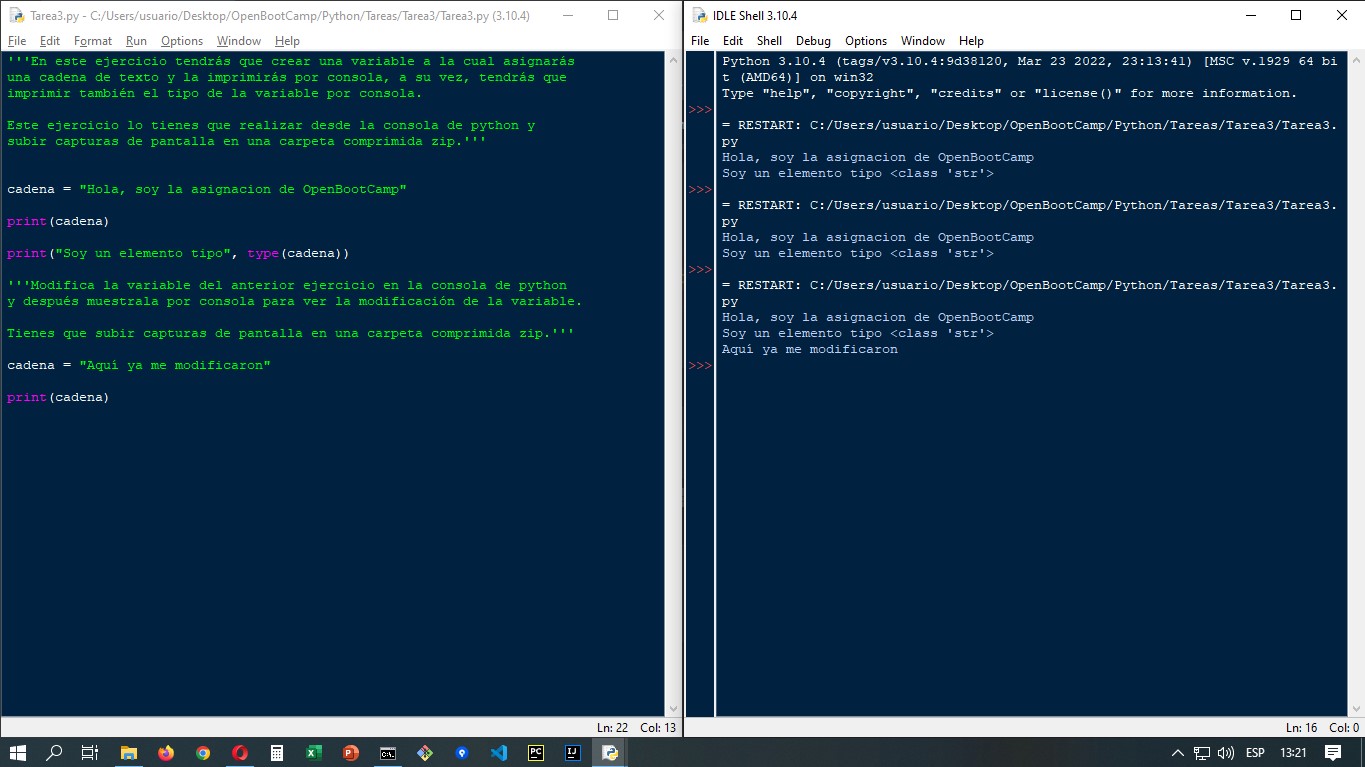 Tarea3.py - C:/Users/usuario/Desktop/OpenBootCamp/Python/Tareas/Tarea3/Tarea3.py (3.10.4)
File Edit Format Run Options Window Help
'''En este ejercicio tendrás que crear una variable a la cual asignarás
una cadena de texto y la imprimirás por consola, a su vez, tendrás que
imprimir también el tipo de la variable por consola.
Este ejercicio lo tienes que realizar desde la consola de python y
subir capturas de pantalla en una carpeta comprimida zip.'''
cadena = "Hola, soy la asignacion de OpenBootCamp"
print(cadena)
print("Soy un elemento tipo", type(cadena))
'''Modifica la variable del anterior ejercicio en la consola de python
y después muestrala por consola para ver la modificación de la variable.
Tienes que subir capturas de pantalla en una carpeta comprimida zip.'''
cadena = "Aquí ya me modificaron"
print(cadena)
Ln: 22 Col: 13
IDLE Shell 3.10.4
File Edit Shell Debug Options Window Help
Python 3.10.4 (tags/v3.10.4:9d38120, Mar 23 2022, 23:13:41) [MSC v.1929 64 bi
t (AMD64)] on win32
Type "help", "copyright", "credits" or "license()" for more information.
>>>
= RESTART: C:/Users/usuario/Desktop/OpenBootCamp/Python/Tareas/Tarea3/Tarea3.
py
Hola, soy la asignacion de OpenBootCamp
Soy un elemento tipo <class 'str'>
>>>
= RESTART: C:/Users/usuario/Desktop/OpenBootCamp/Python/Tareas/Tarea3/Tarea3.
py
Hola, soy la asignacion de OpenBootCamp
Soy un elemento tipo <class 'str'>
>>>
= RESTART: C:/Users/usuario/Desktop/OpenBootCamp/Python/Tareas/Tarea3/Tarea3.
py
Hola, soy la asignacion de OpenBootCamp
Soy un elemento tipo <class 'str'>
Aquí ya me modificaron
>>>
Ln: 16 Col: 0
PC
IJ
ESP
13:21